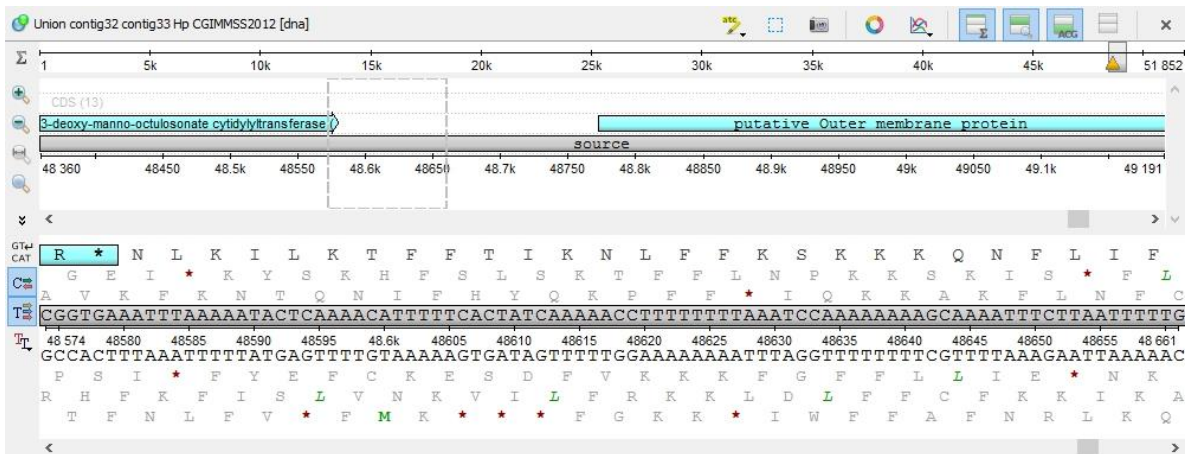 Union contig32 contig33 Hp CGIMMSS2012 [dna]
1 5k 10k 15k 20k 25k 30k 35k 40k 45k 51 852
CDS (13)
3-deoxy-manno-octulosonate cytidylyltransferase putative Outer membrane protein
source
48 360 48450 48.5k 48550 48.6k 48650 48.7k 48750 48.8k 48850 48.9k 48950 49k 49050 49.1k 49 191
R * N L K I L K T F F T I K N L F F K S K K K Q N F L I F
G E I * K Y S K H F S L S K T F F L N P K K S K I S * F L
A V K F K N T Q N I F H Y Q K P F F * I Q K K A K F L N F C
CGGTGAAATTTAAAAATACTCAAAACATTTTTCACTATCAAAAACCTTTTTTTTAAATCCAAAAAAAAGCAAAATTTCTTAATTTTTG
48 574 48580 48585 48590 48595 48.6k 48605 48610 48615 48620 48625 48630 48635 48640 48645 48650 48655 48 661
GCCACTTTAAATTTTTATGAGTTTTGTAAAAAGTGATAGTTTTTGGAAAAAAAATTTAGGTTTTTTTTCGTTTTAAAGAATTAAAAAC
P S I * F Y E F C K E S D F V K K K F G F F L L I E * N K
R H F K F I S L V N K V I L F R K K L D L F F C F K K I K A
T F N L F V * F M K * * * F G K K * I W F F A F N R L K Q